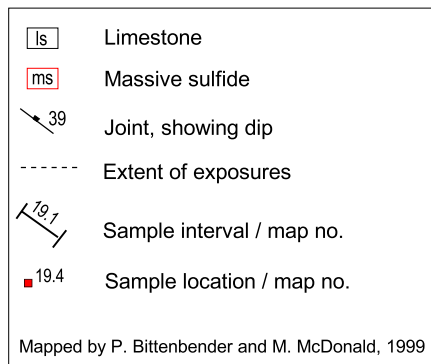 ls Limestone
ms Massive sulfide
39 Joint, showing dip
Extent of exposures
19.1 Sample interval / map no.
19.4 Sample location / map no.
Mapped by P. Bittenbender and M. McDonald, 1999